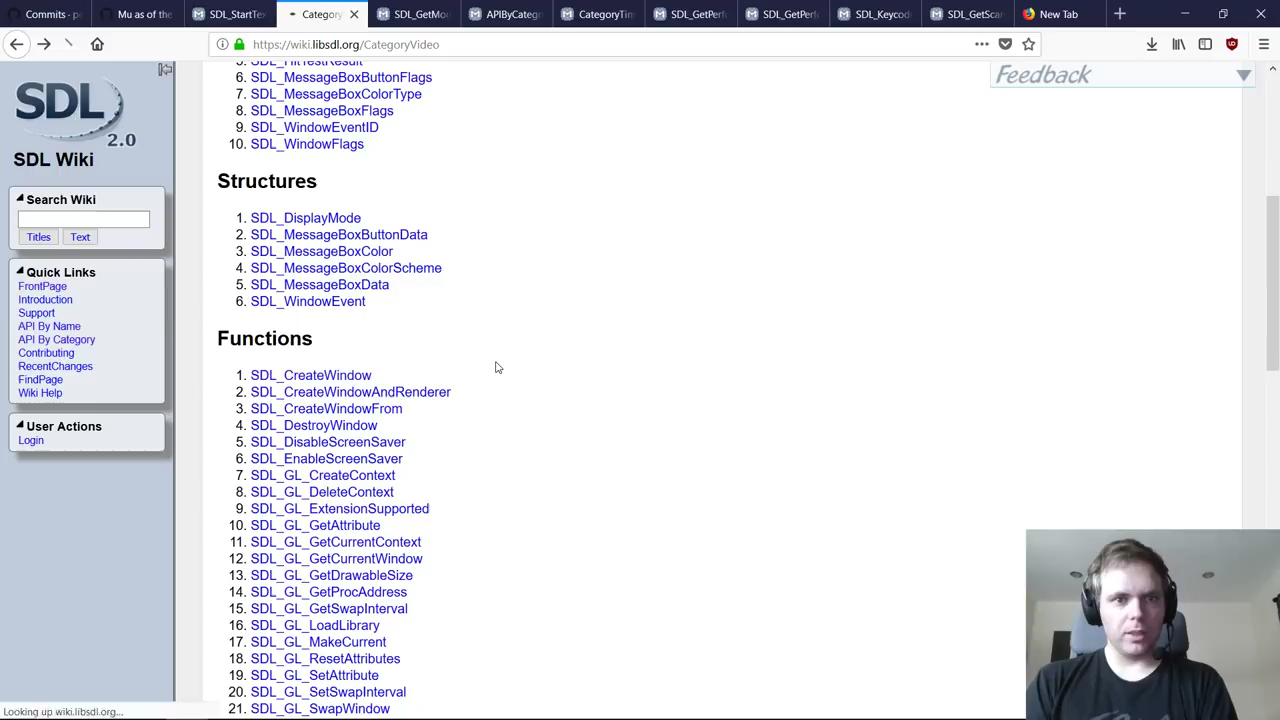 Commits - pe
Mu as of the
SDL_StartTex
Category
SDL_GetMo
APIByCateg
CategoryTim
SDL_GetPerf
SDL_GetPerf
SDL_Keycod
SDL_GetScan
New Tab
https://wiki.libsdl.org/CategoryVideo
SDL
2.0
SDL Wiki
Search Wiki
Titles Text
Quick Links
FrontPage
Introduction
Support
API By Name
API By Category
Contributing
RecentChanges
FindPage
Wiki Help
User Actions
Login
Feedback
5. SDL_HitTestResult
6. SDL_MessageBoxButtonFlags
7. SDL_MessageBoxColorType
8. SDL_MessageBoxFlags
9. SDL_WindowEventID
10. SDL_WindowFlags
Structures
1. SDL_DisplayMode
2. SDL_MessageBoxButtonData
3. SDL_MessageBoxColor
4. SDL_MessageBoxColorScheme
5. SDL_MessageBoxData
6. SDL_WindowEvent
Functions
1. SDL_CreateWindow
2. SDL_CreateWindowAndRenderer
3. SDL_CreateWindowFrom
4. SDL_DestroyWindow
5. SDL_DisableScreenSaver
6. SDL_EnableScreenSaver
7. SDL_GL_CreateContext
8. SDL_GL_DeleteContext
9. SDL_GL_ExtensionSupported
10. SDL_GL_GetAttribute
11. SDL_GL_GetCurrentContext
12. SDL_GL_GetCurrentWindow
13. SDL_GL_GetDrawableSize
14. SDL_GL_GetProcAddress
15. SDL_GL_GetSwapInterval
16. SDL_GL_LoadLibrary
17. SDL_GL_MakeCurrent
18. SDL_GL_ResetAttributes
19. SDL_GL_SetAttribute
20. SDL_GL_SetSwapInterval
21. SDL_GL_SwapWindow
Looking up wiki.libsdl.org...